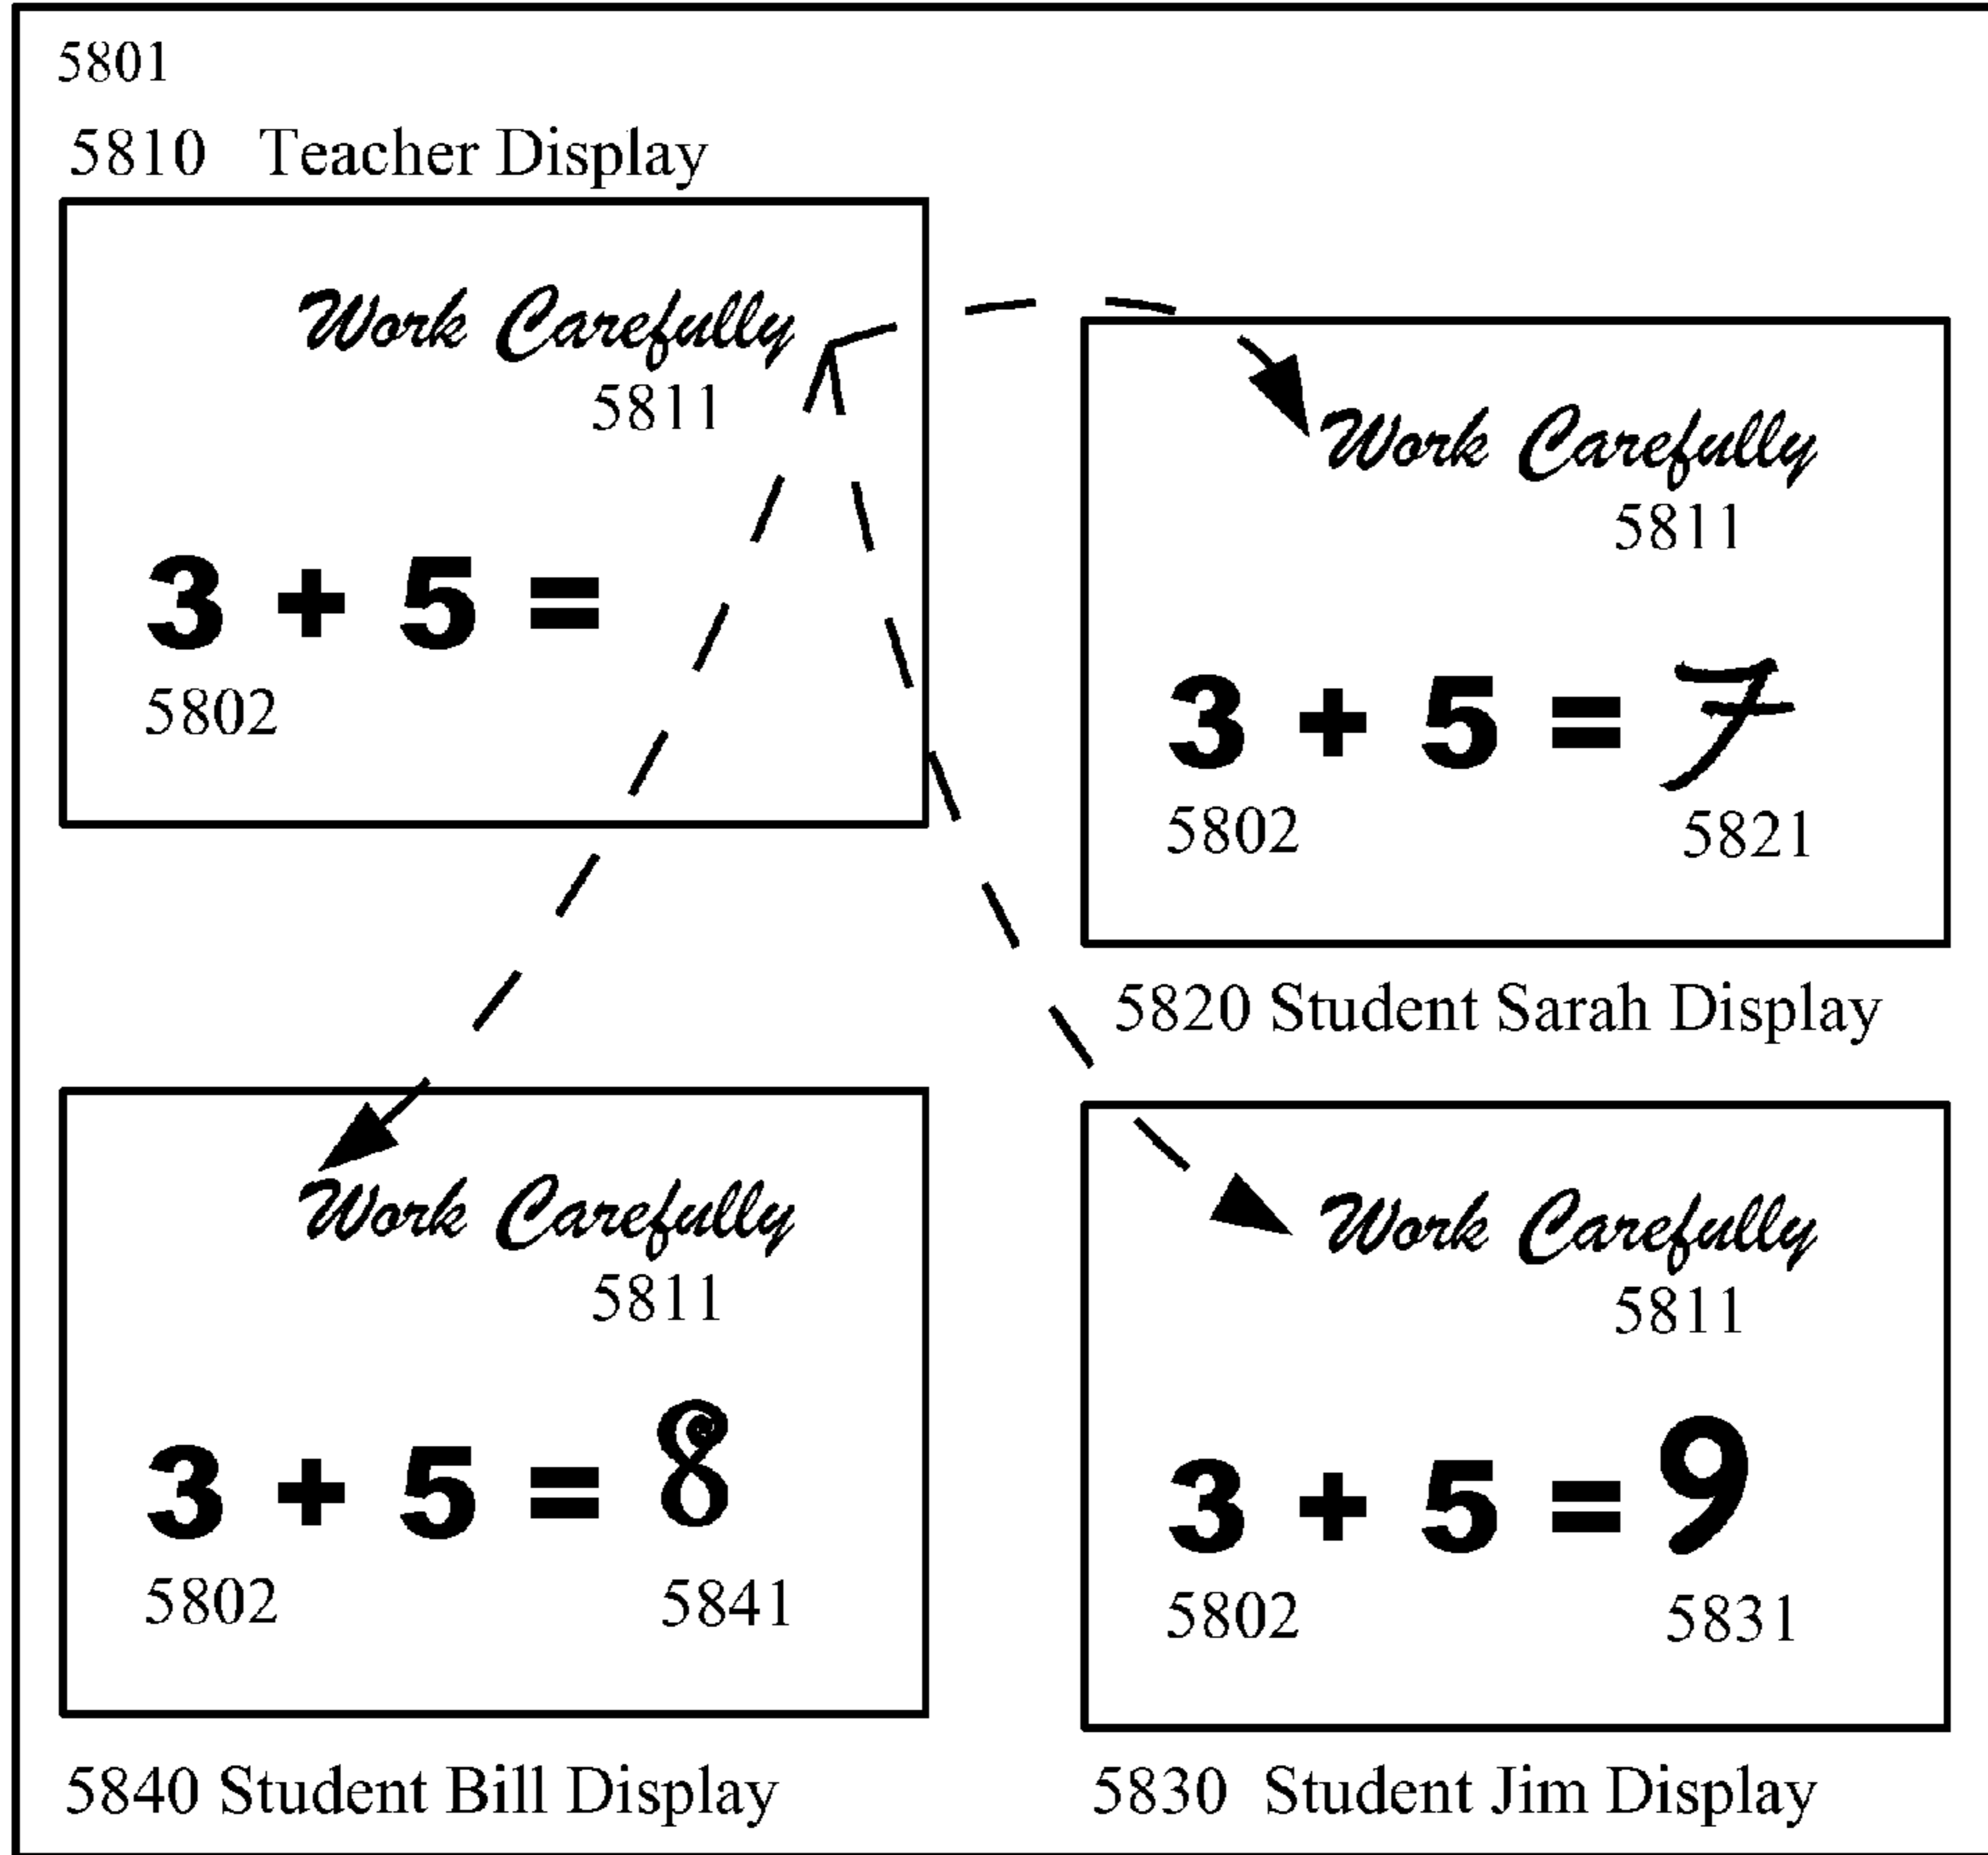 5801
5810 Teacher Display
Work Carefully
5811
3 + 5 =
5802
Work Carefully
5811
3 + 5 = 7
5802 5821
5820 Student Sarah Display
Work Carefully
5811
3 + 5 = 8
5802 5841
5840 Student Bill Display
Work Carefully
5811
3 + 5 = 9
5802 5831
5830 Student Jim Display